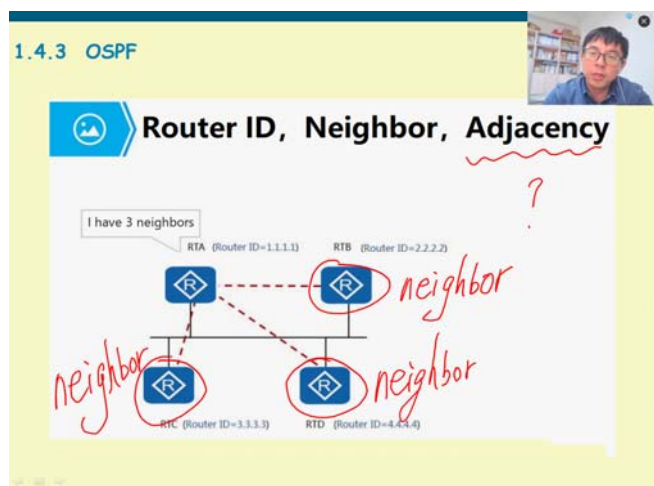 1.4.3 OSPF
Router ID, Neighbor, Adjacency
?
I have 3 neighbors
RTA (Router ID=1.1.1.1) RTB (Router ID=2.2.2.2)
R R neighbor
neighbor R R neighbor
RTC (Router ID=3.3.3.3) RTD (Router ID=4.4.4.4)